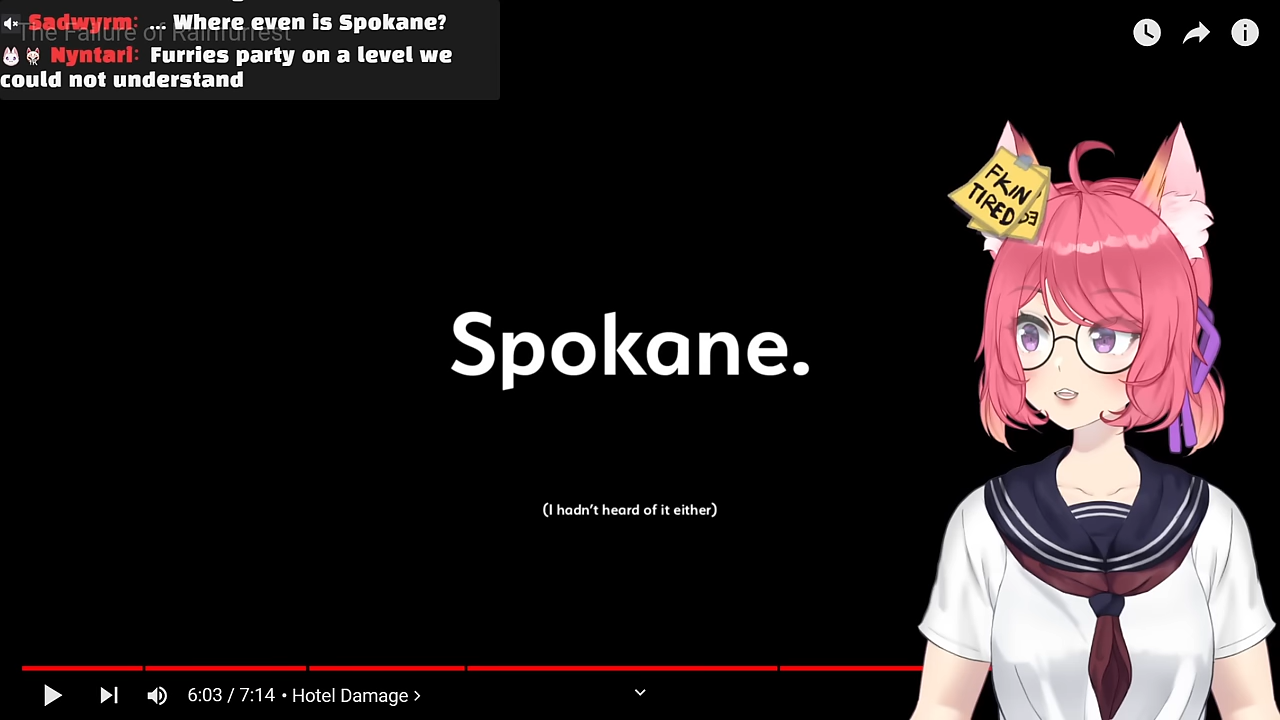 Sadwyrm: ... Where even is Spokane?
The Failure of Rainfurrest
Nyntarl: Furries party on a level we
could not understand
FKIN
TIRED
Spokane.
(I hadn't heard of it either)
6:03 / 7:14 • Hotel Damage